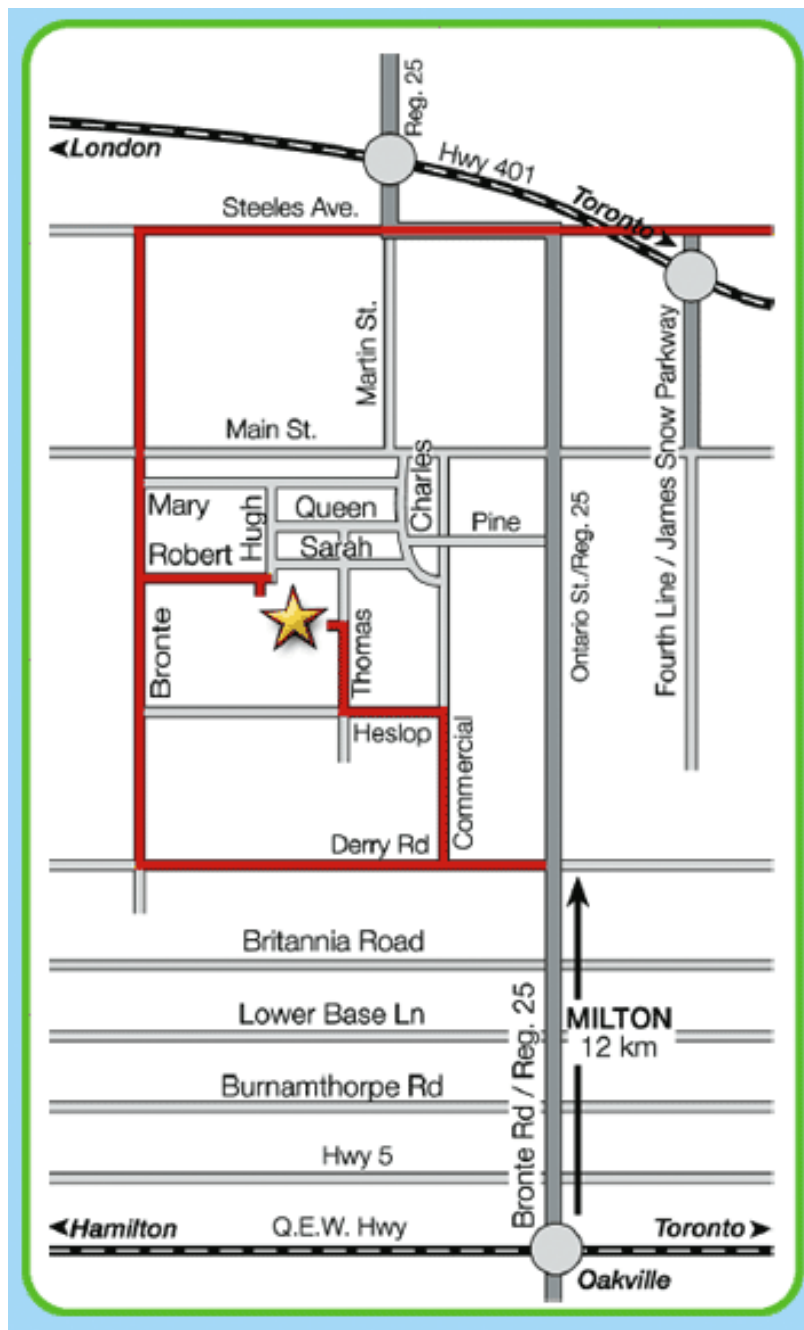 Reg. 25
London
Hwy 401
Steeles Ave.
Toronto
Martin St.
Main St.
Charles
Mary
Hugh
Queen
Pine
Robert
Sarah
Ontario St./Reg. 25
Fourth Line / James Snow Parkway
Bronte
Thomas
Heslop
Commercial
Derry Rd
Britannia Road
Lower Base Ln
Bronte Rd / Reg. 25
MILTON
12 km
Burnamthorpe Rd
Hwy 5
Hamilton
Q.E.W. Hwy
Toronto
Oakville